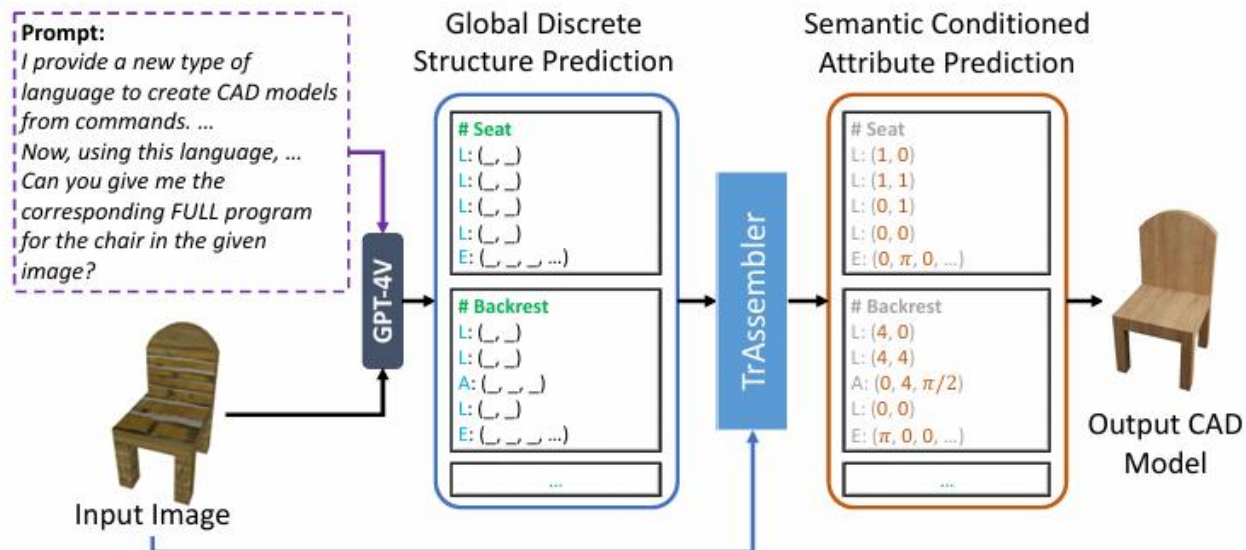 Prompt:
I provide a new type of
language to create CAD models
from commands. ...
Now, using this language, ...
Can you give me the
corresponding FULL program
for the chair in the given
image?
Input Image
GPT-4V
Global Discrete
Structure Prediction
# Seat
L: (_, _)
L: (_, _)
L: (_, _)
L: (_, _)
E: (_, _, _, ...)
# Backrest
L: (_, _)
L: (_, _)
A: (_, _, _)
L: (_, _)
E: (_, _, _, ...)
...
TrAssembler
Semantic Conditioned
Attribute Prediction
# Seat
L: (1, 0)
L: (1, 1)
L: (0, 1)
L: (0, 0)
E: (0, π, 0, ...)
# Backrest
L: (4, 0)
L: (4, 4)
A: (0, 4, π/2)
L: (0, 0)
E: (π, 0, 0, ...)
...
Output CAD
Model